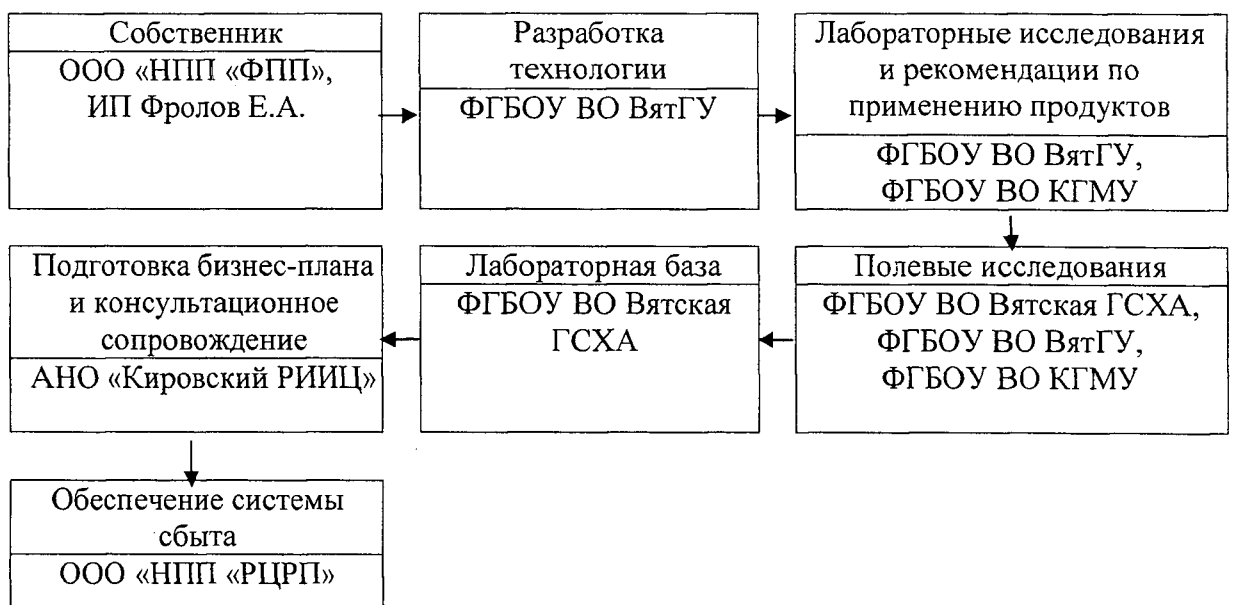 Собственник
ООО «НПП «ФПП»,
ИП Фролов Е.А.
Разработка
технологии
ФГБОУ ВО ВятГУ
Лабораторные исследования
и рекомендации по
применению продуктов
ФГБОУ ВО ВятГУ,
ФГБОУ ВО КГМУ
Полевые исследования
ФГБОУ ВО Вятская ГСХА,
ФГБОУ ВО ВятГУ,
ФГБОУ ВО КГМУ
Лабораторная база
ФГБОУ ВО Вятская
ГСХА
Подготовка бизнес-плана
и консультационное
сопровождение
АНО «Кировский РИИЦ»
Обеспечение системы
сбыта
ООО «НПП «РЦРП»